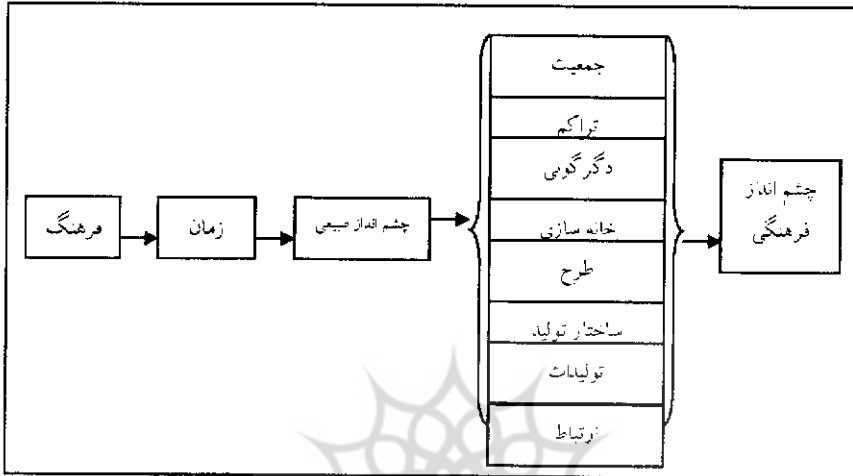 فرهنگ
زمان
چشم انداز طبیعی
جمعیت
تراکم
دگرگونی
خانه سازی
طرح
ساختار تولید
تولیدات
ارتباط
چشم انداز
فرهنگی